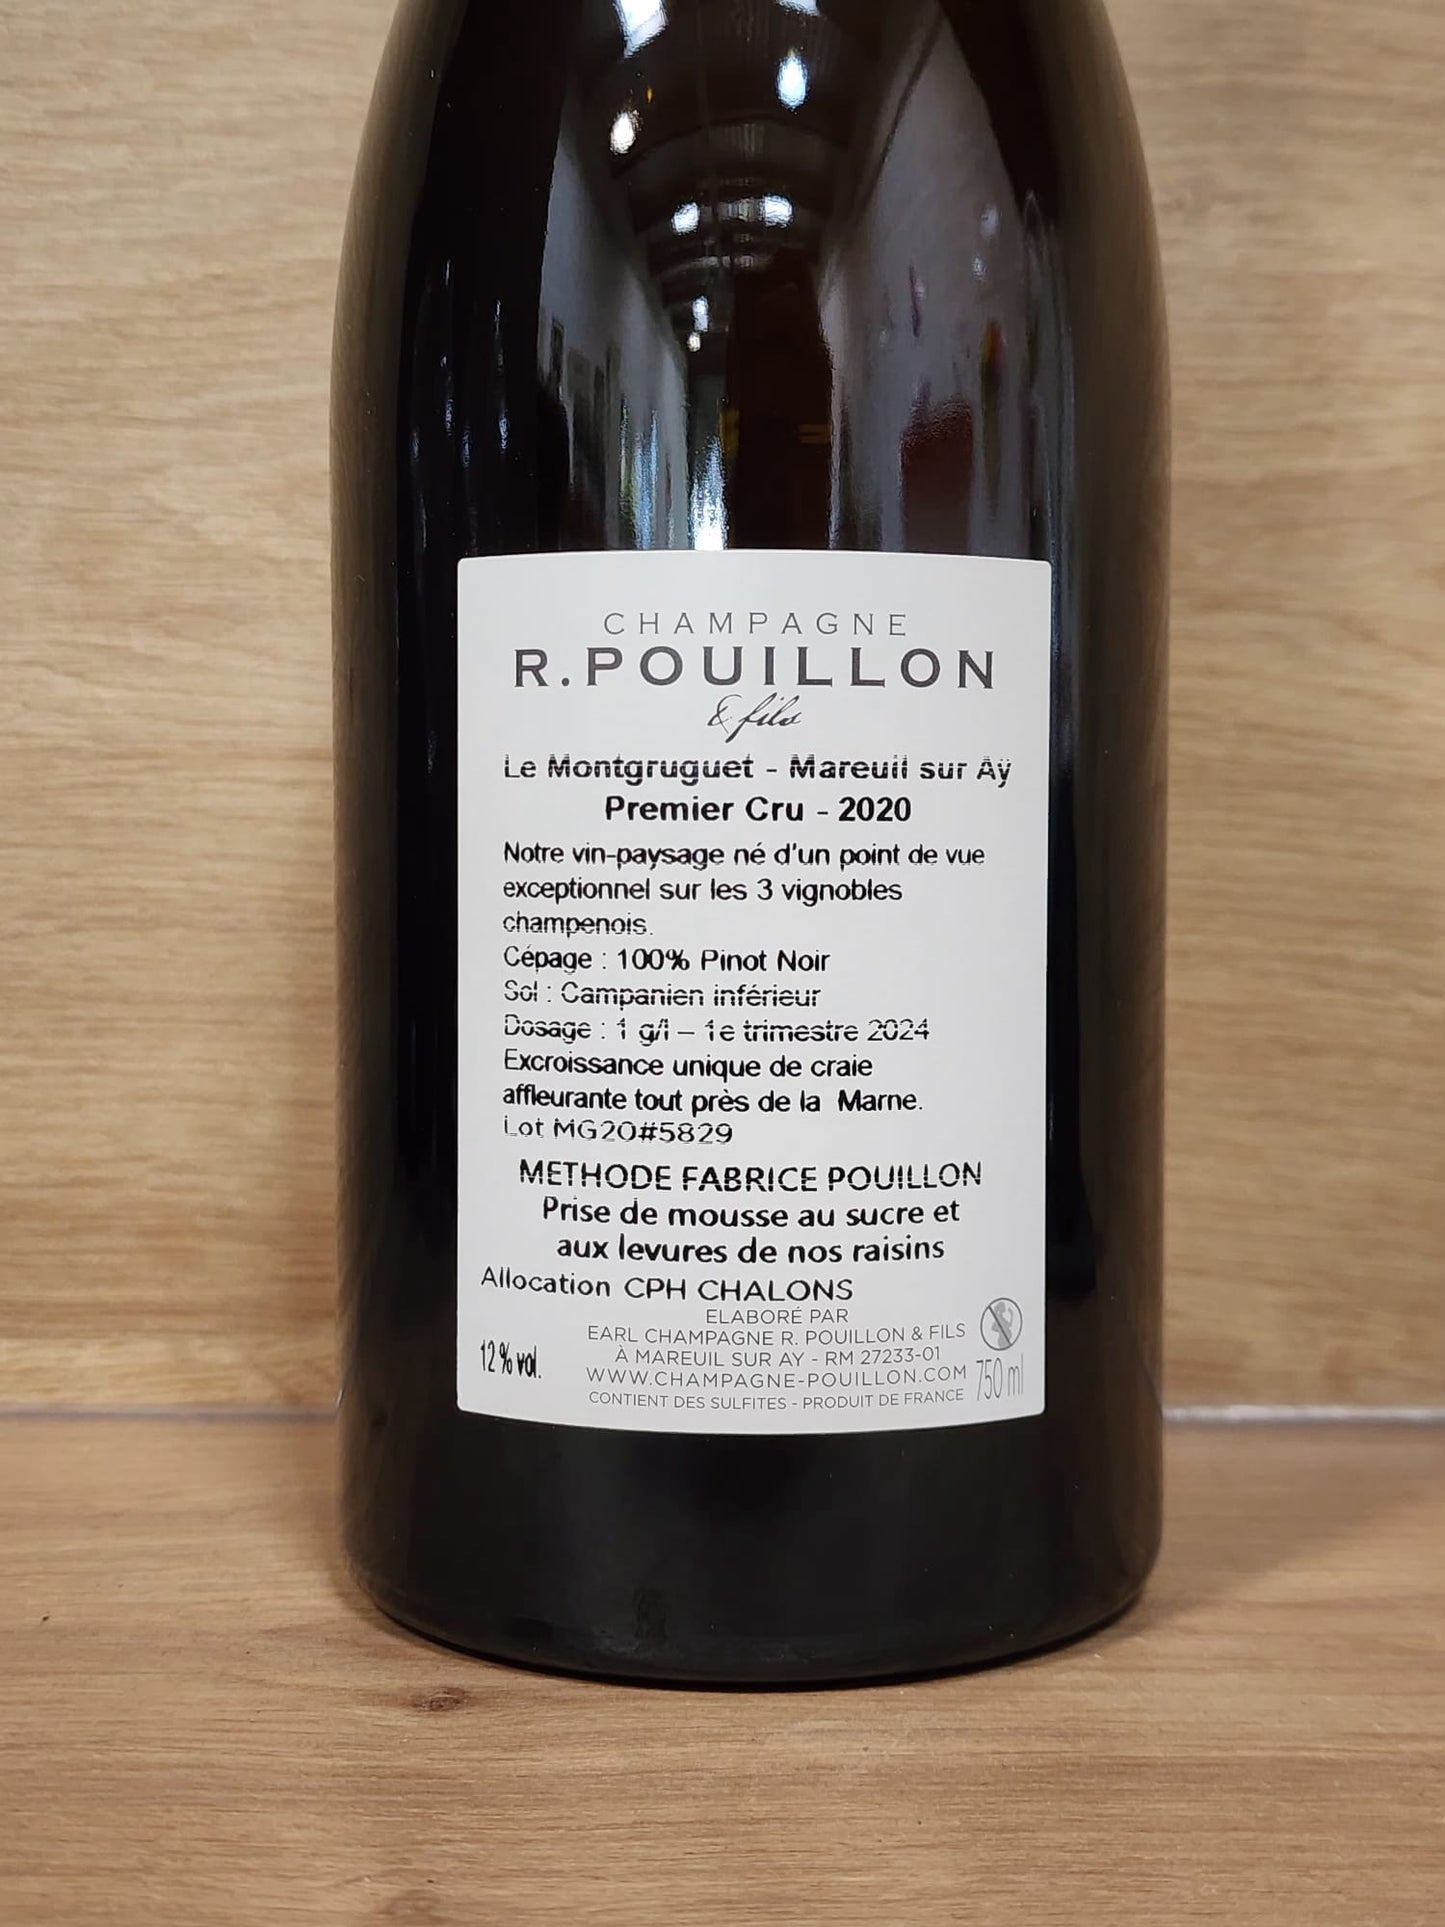 CHAMPAGNE
R.POUILLON
& fils
Le Montgruguet - Mareuil sur Aÿ
Premier Cru - 2020
Notre vin-paysage né d'un point de vue
exceptionnel sur les 3 vignobles
champenois.
Cépage : 100% Pinot Noir
Sol : Campanien inférieur
Dosage : 1 g/l – 1e trimestre 2024
Excroissance unique de craie
affleurante tout près de la Marne.
Lot MG20#5829
METHODE FABRICE POUILLON
Prise de mousse au sucre et
aux levures de nos raisins
Allocation CPH CHALONS
ELABORÉ PAR
EARL CHAMPAGNE R. POUILLON & FILS
À MAREUIL SUR AY - RM 27233-01
WWW.CHAMPAGNE-POUILLON.COM
CONTIENT DES SULFITES - PRODUIT DE FRANCE
12% vol.
750 ml